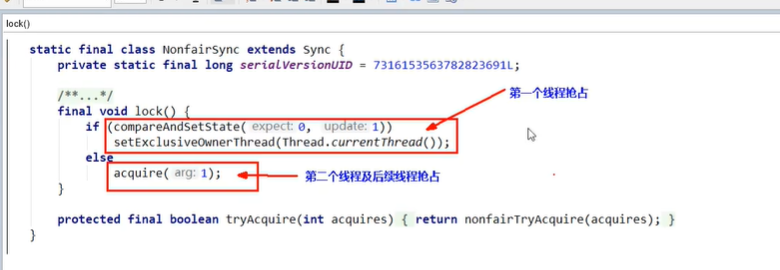 lock()
static final class NonfairSync extends Sync {
private static final long serialVersionUID = 7316153563782823691L;
/**...*/
final void lock() {
if (compareAndSetState( expect: 0, update: 1))
第一个线程抢占
setExclusiveOwnerThread(Thread.currentThread());
else
acquire( arg: 1);
第二个线程及后续线程抢占
}
protected final boolean tryAcquire(int acquires) { return nonfairTryAcquire(acquires); }
}